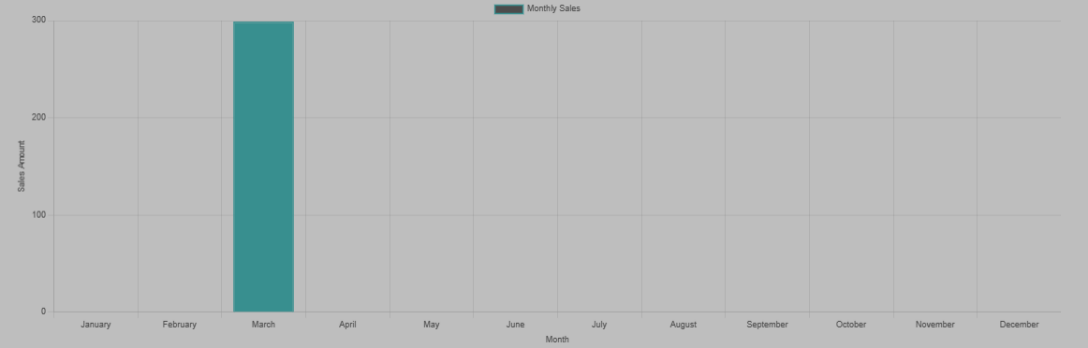 Monthly Sales
300
200
100
0
Sales Amount
January February March April May June July August September October November December
Month